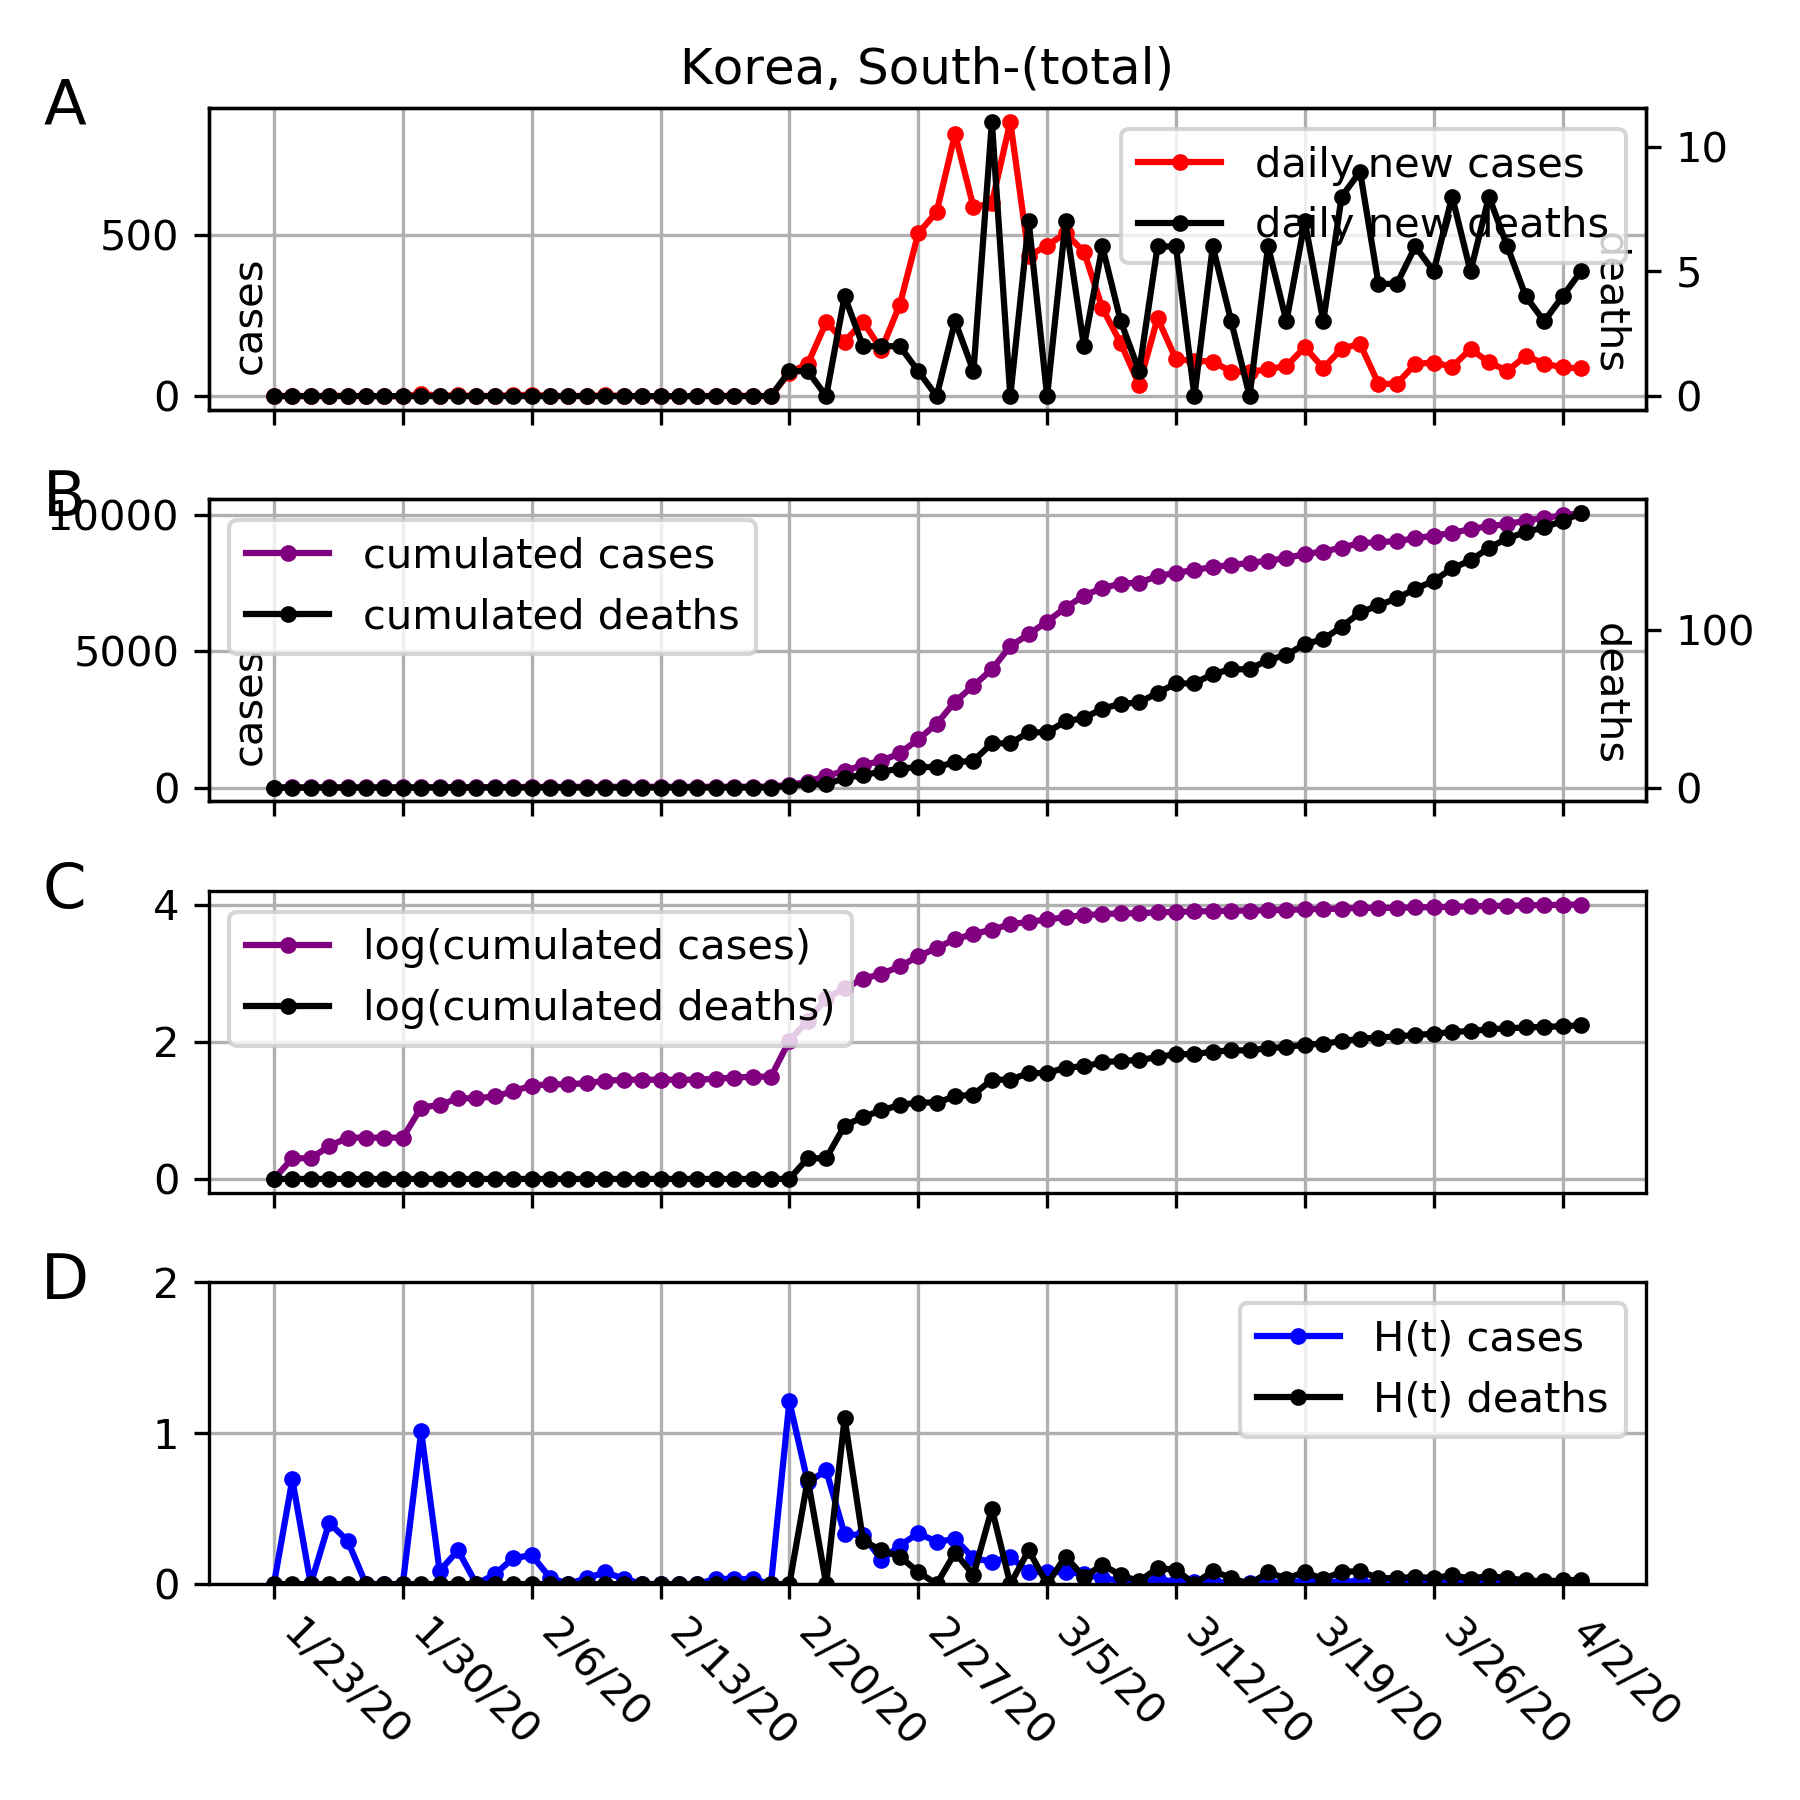 Korea, South-(total)
A
500
0
cases
daily new cases
daily new deaths
10
5
0
deaths
B
10000
5000
0
cases
cumulated cases
cumulated deaths
100
0
deaths
C
4
2
0
log(cumulated cases)
log(cumulated deaths)
D
2
1
0
H(t) cases
H(t) deaths
1/23/20
1/30/20
2/6/20
2/13/20
2/20/20
2/27/20
3/5/20
3/12/20
3/19/20
3/26/20
4/2/20